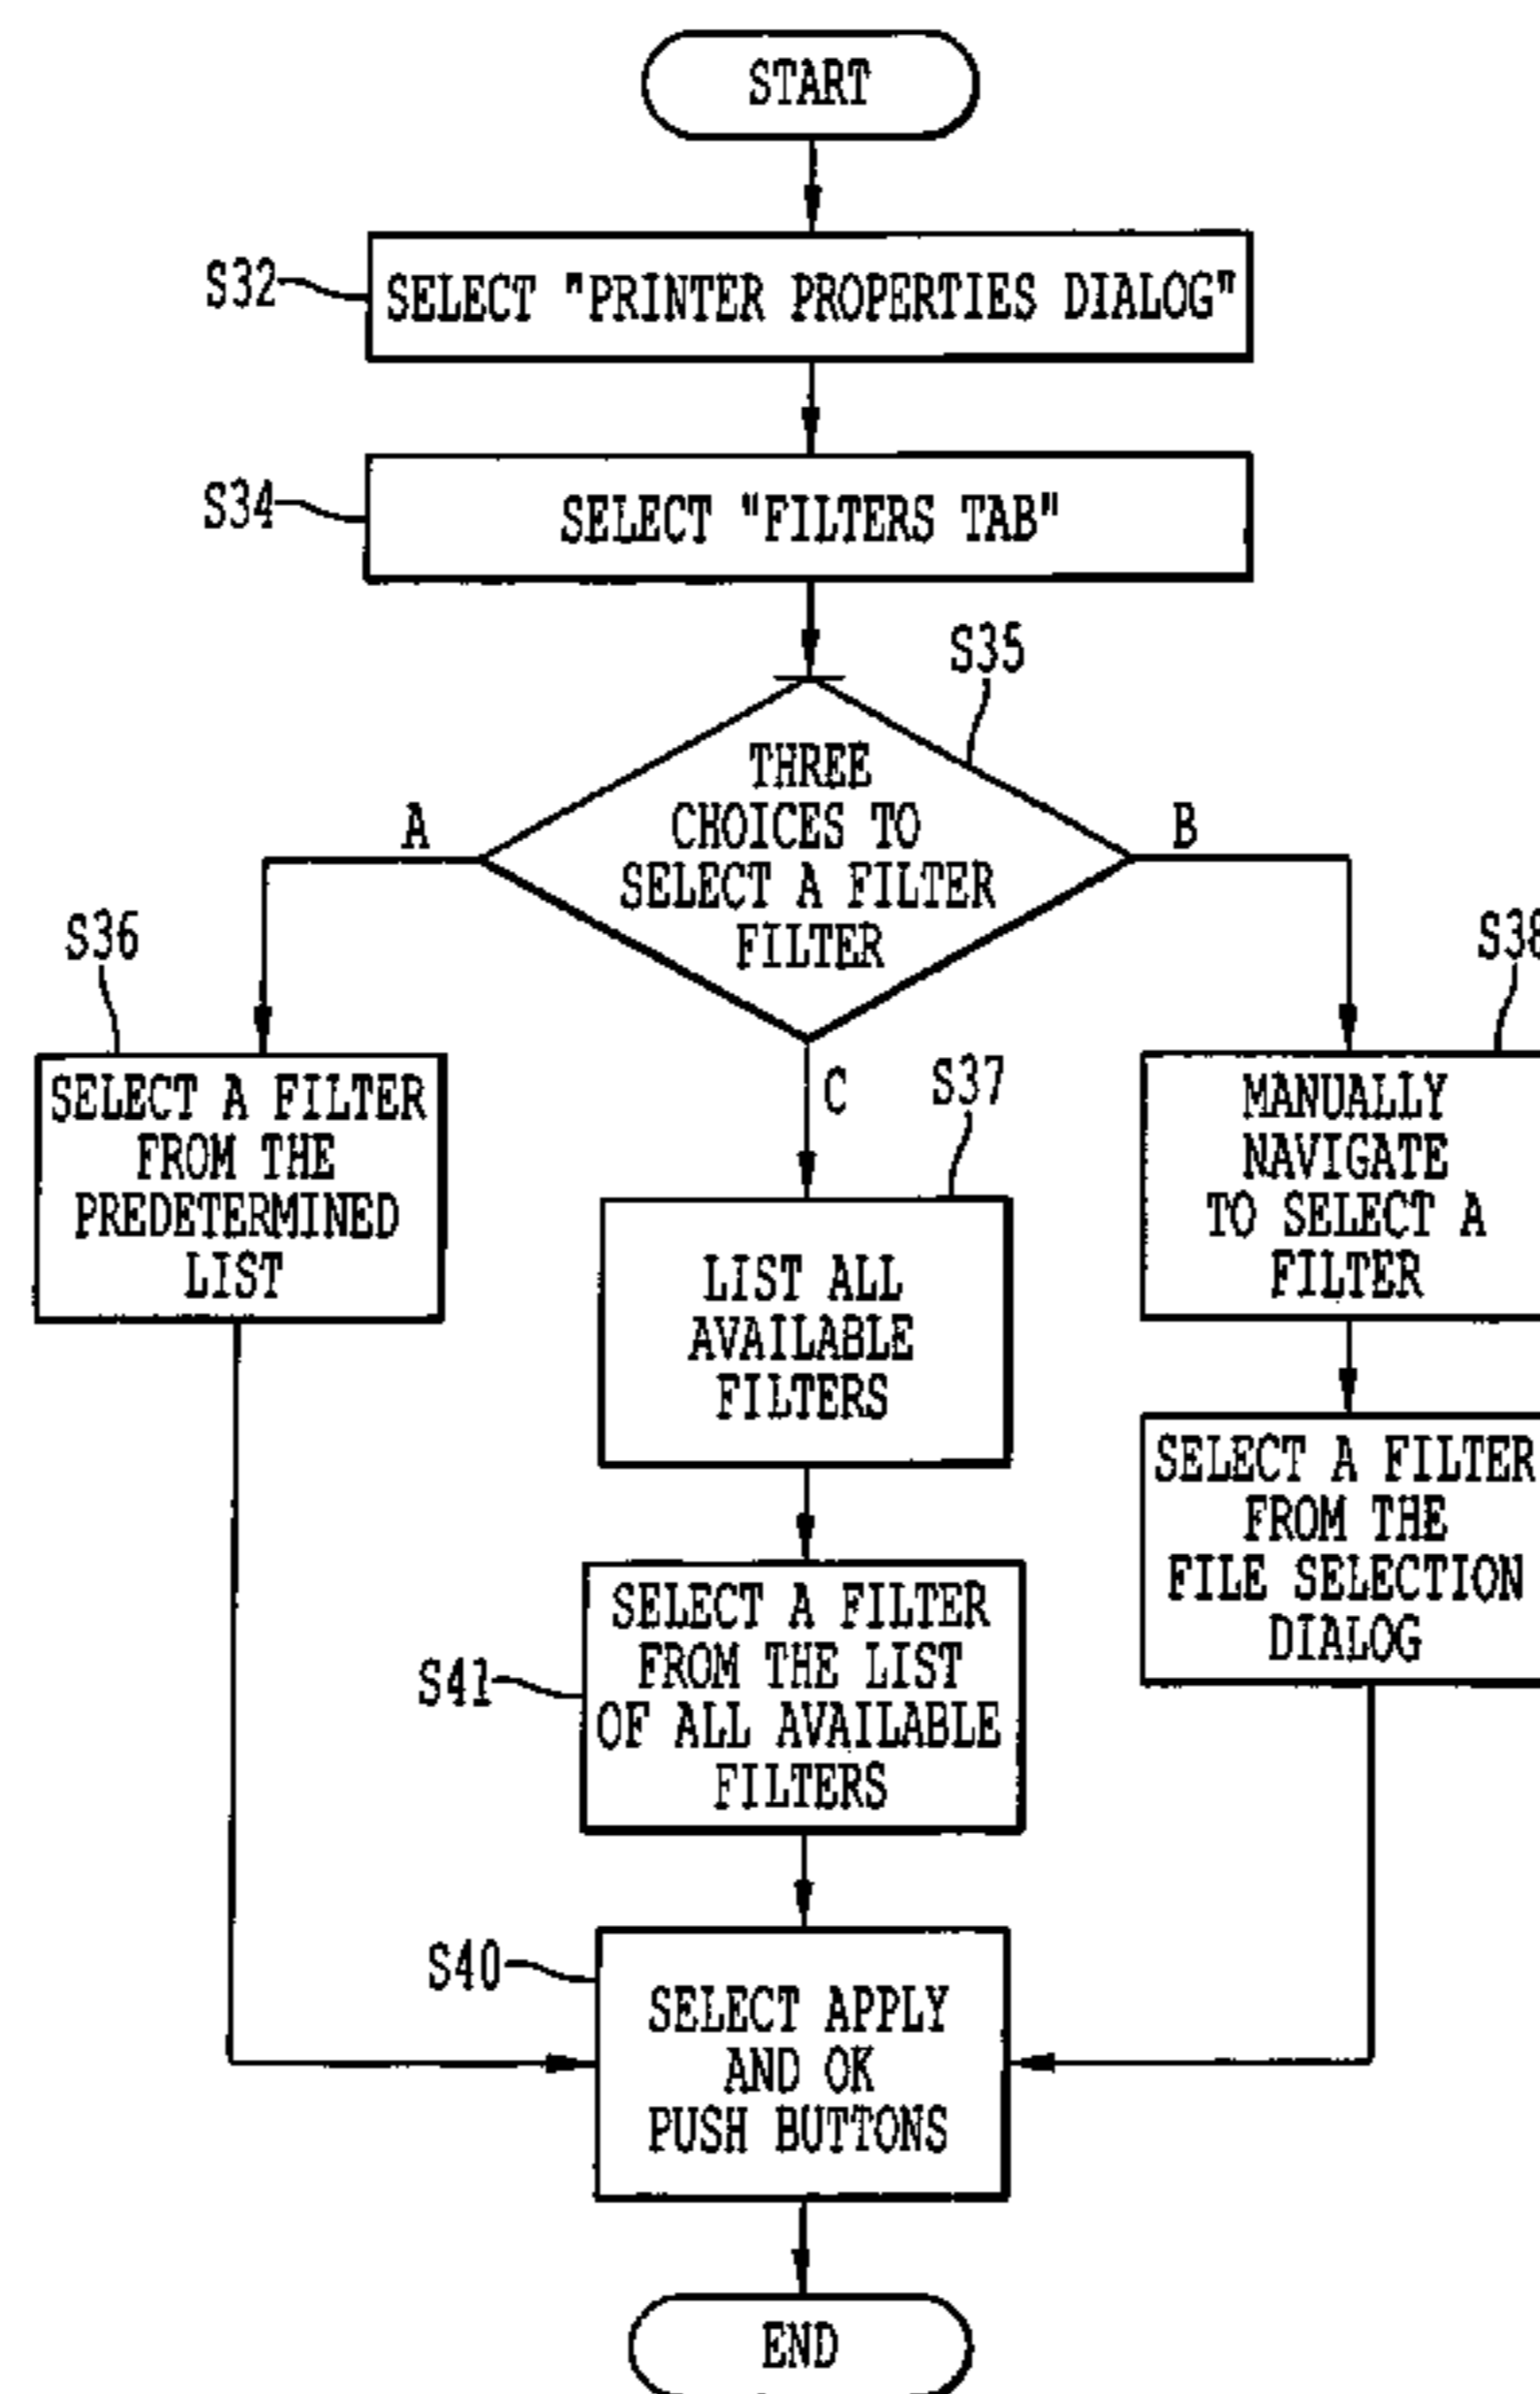 START
S32
SELECT "PRINTER PROPERTIES DIALOG"
S34
SELECT "FILTERS TAB"
S35
THREE
CHOICES TO
SELECT A FILTER
FILTER
A
B
C
S36
SELECT A FILTER
FROM THE
PREDETERMINED
LIST
S37
LIST ALL
AVAILABLE
FILTERS
S38
MANUALLY
NAVIGATE
TO SELECT A
FILTER
SELECT A FILTER
FROM THE
FILE SELECTION
DIALOG
S41
SELECT A FILTER
FROM THE LIST
OF ALL AVAILABLE
FILTERS
S40
SELECT APPLY
AND OK
PUSH BUTTONS
END